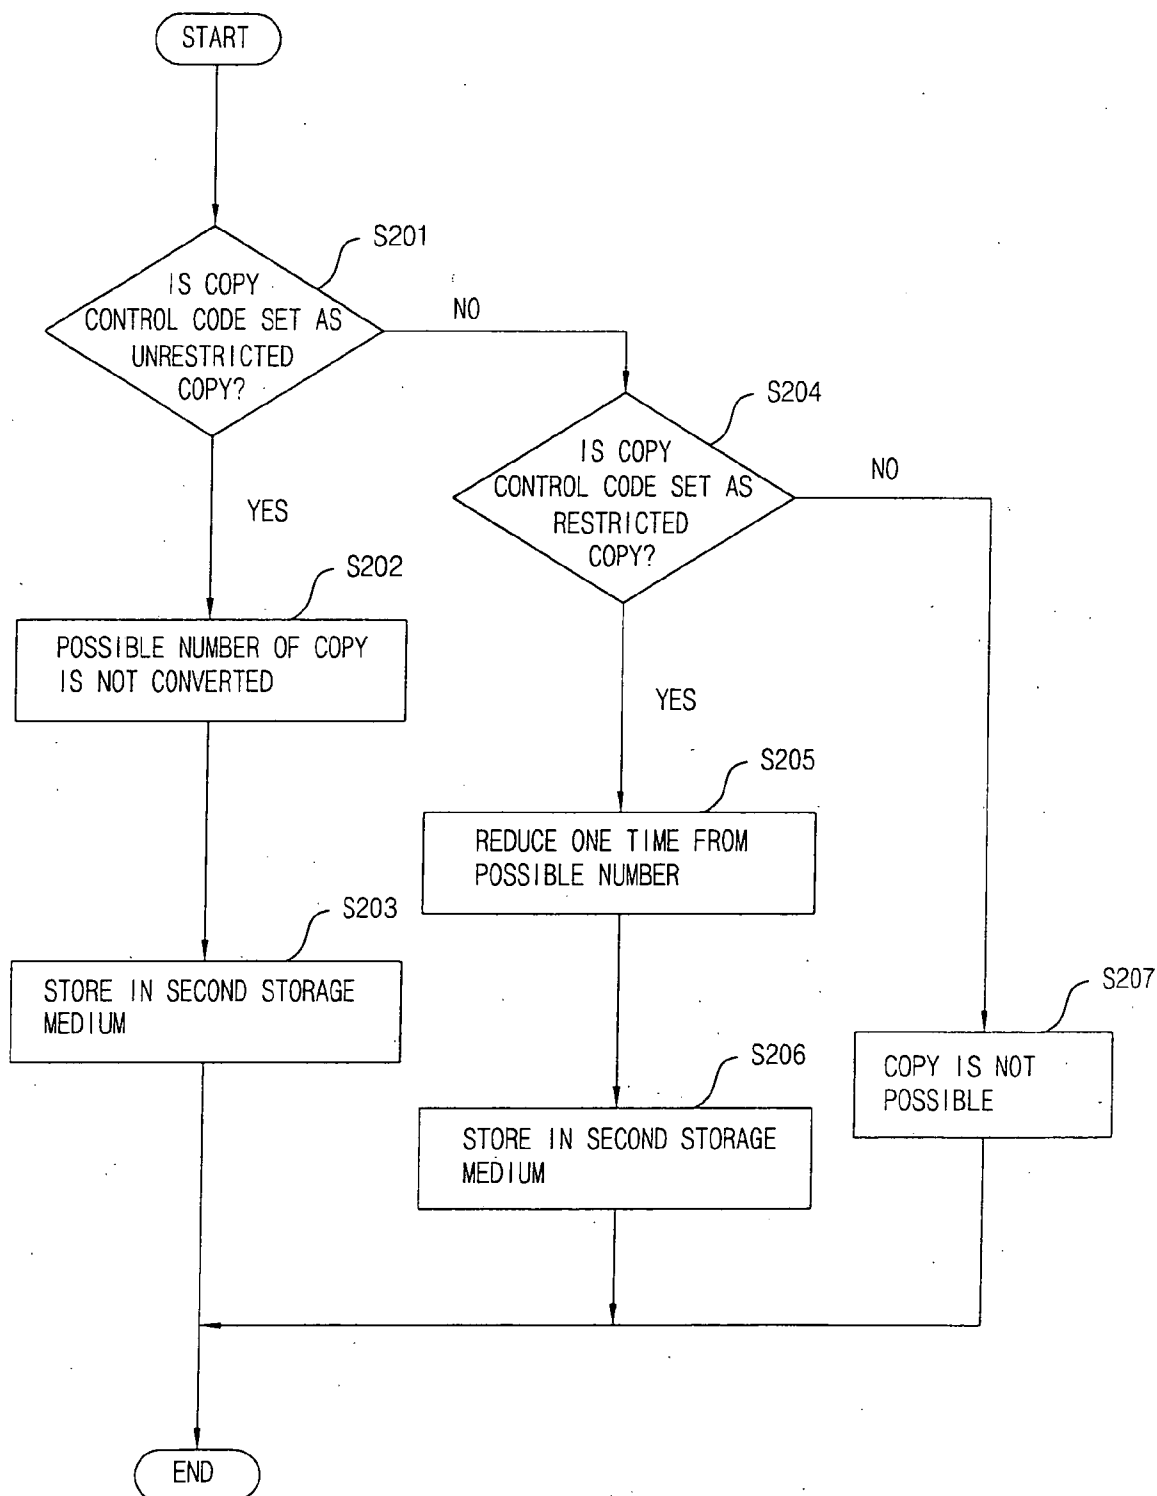 START
S201
IS COPY
CONTROL CODE SET AS
UNRESTRICTED
COPY?
NO
YES
S202
POSSIBLE NUMBER OF COPY
IS NOT CONVERTED
S203
STORE IN SECOND STORAGE
MEDIUM
S204
IS COPY
CONTROL CODE SET AS
RESTRICTED
COPY?
NO
YES
S205
REDUCE ONE TIME FROM
POSSIBLE NUMBER
S206
STORE IN SECOND STORAGE
MEDIUM
S207
COPY IS NOT
POSSIBLE
END